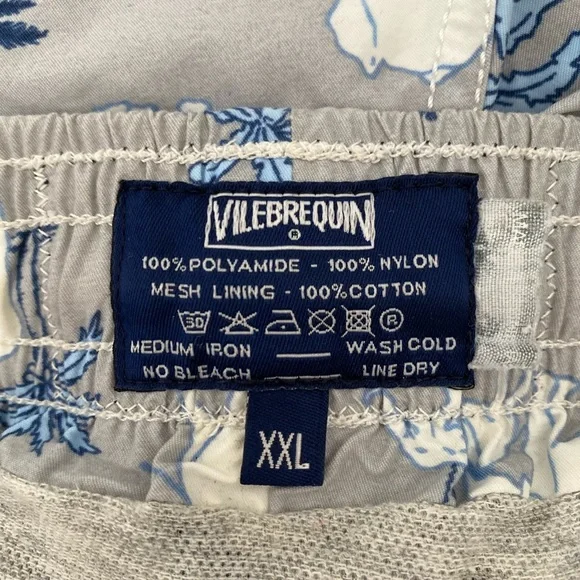 VILEBREQUIN
®
100% POLYAMIDE - 100% NYLON
MESH LINING - 100% COTTON
30 ®
MEDIUM IRON — WASH COLD
NO BLEACH — LINE DRY
XXL